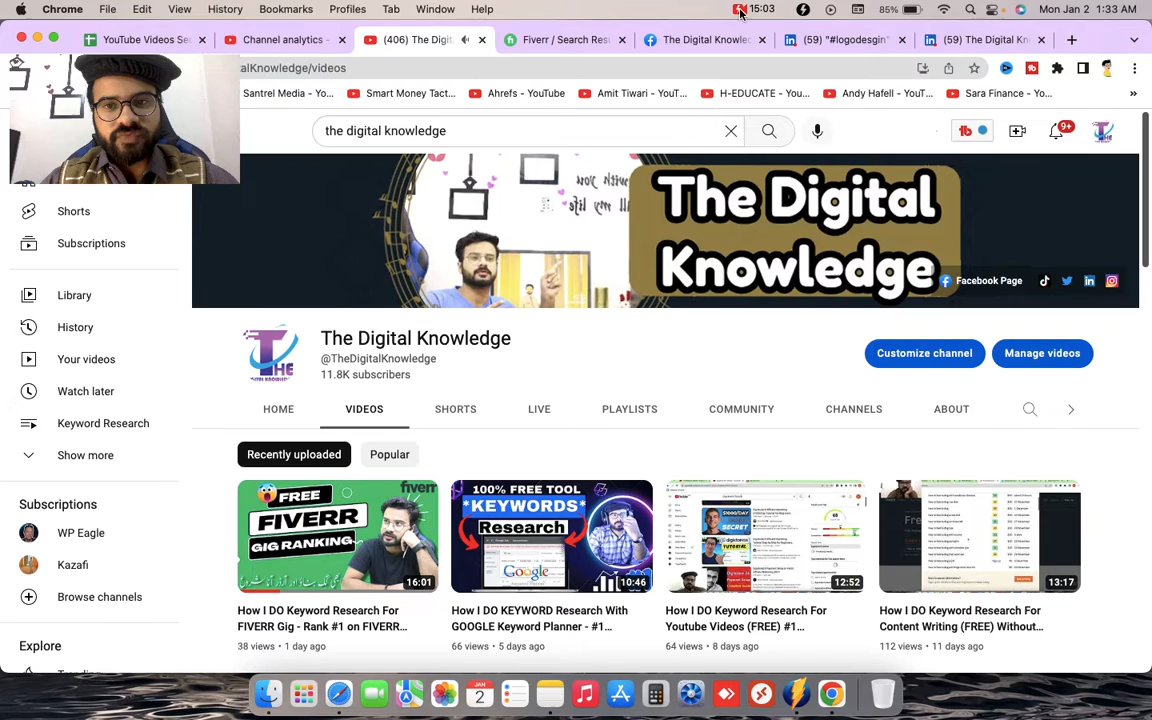 Chrome File Edit View History Bookmarks Profiles Tab Window Help 15:03 85% Mon Jan 2 1:33 AM
YouTube Videos Se Channel analytics - (406) The Digi Fiverr / Search Res The Digital Knowled (59) "#logodesgin" (59) The Digital Kn
alKnowledge/videos
Santrel Media - Yo... Smart Money Tact... Ahrefs - YouTube Amit Tiwari - YouT... H-EDUCATE - You... Andy Hafell - YouT... Sara Finance - Yo... »
the digital knowledge
tb 9+
The Digital
Knowledge
Facebook Page
Shorts
Subscriptions
Library
History
Your videos
Watch later
Keyword Research
Show more
Subscriptions
WP Eagle
Kazafi
Browse channels
Explore
The Digital Knowledge
@TheDigitalKnowledge
11.8K subscribers
Customize channel Manage videos
HOME VIDEOS SHORTS LIVE PLAYLISTS COMMUNITY CHANNELS ABOUT
Recently uploaded Popular
FREE
fiverr
FIVERR
GIG RANKING
16:01
100% FREE TOOL
*KEYWORDS*
Research
Google
10:46
12:52
13:17
How I DO Keyword Research For
FIVERR Gig - Rank #1 on FIVERR...
38 views • 1 day ago
How I DO KEYWORD Research With
GOOGLE Keyword Planner - #1...
66 views • 5 days ago
How I DO Keyword Research For
Youtube Videos (FREE) #1...
64 views • 8 days ago
How I DO Keyword Research For
Content Writing (FREE) Without...
112 views • 11 days ago
JAN
2